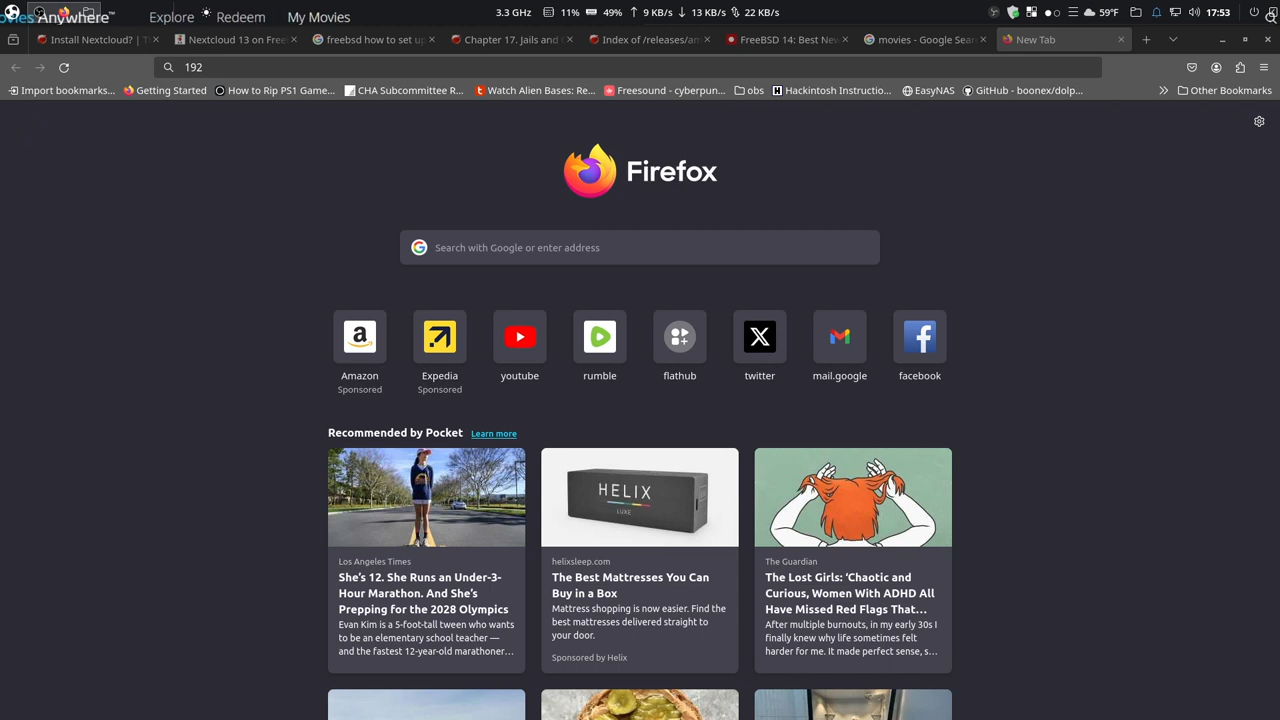 ovies Anywhere™ Explore Redeem My Movies 3.3 GHz 11% 49% 9 KB/s 13 KB/s 22 KB/s 59°F 17:53
Install Nextcloud? | T Nextcloud 13 on Free freebsd how to set up Chapter 17. Jails and Index of /releases/am FreeBSD 14: Best New movies - Google Sear New Tab
192
Import bookmarks... Getting Started How to Rip PS1 Game... CHA Subcommittee R... Watch Alien Bases: Re... Freesound - cyberpun... obs Hackintosh Instructio... EasyNAS GitHub - boonex/dolp... Other Bookmarks
Firefox
Search with Google or enter address
Amazon Expedia youtube rumble flathub twitter mail.google facebook
Sponsored Sponsored
Recommended by Pocket Learn more
HELIX
LUXE
Los Angeles Times
She's 12. She Runs an Under-3-
Hour Marathon. And She's
Prepping for the 2028 Olympics
Evan Kim is a 5-foot-tall tween who wants
to be an elementary school teacher —
and the fastest 12-year-old marathoner…
helixsleep.com
The Best Mattresses You Can
Buy in a Box
Mattress shopping is now easier. Find the
best mattresses delivered straight to
your door.
Sponsored by Helix
The Guardian
The Lost Girls: ‘Chaotic and
Curious, Women With ADHD All
Have Missed Red Flags That…
After multiple burnouts, in my early 30s I
finally knew why life sometimes felt
harder for me. It made perfect sense, s…